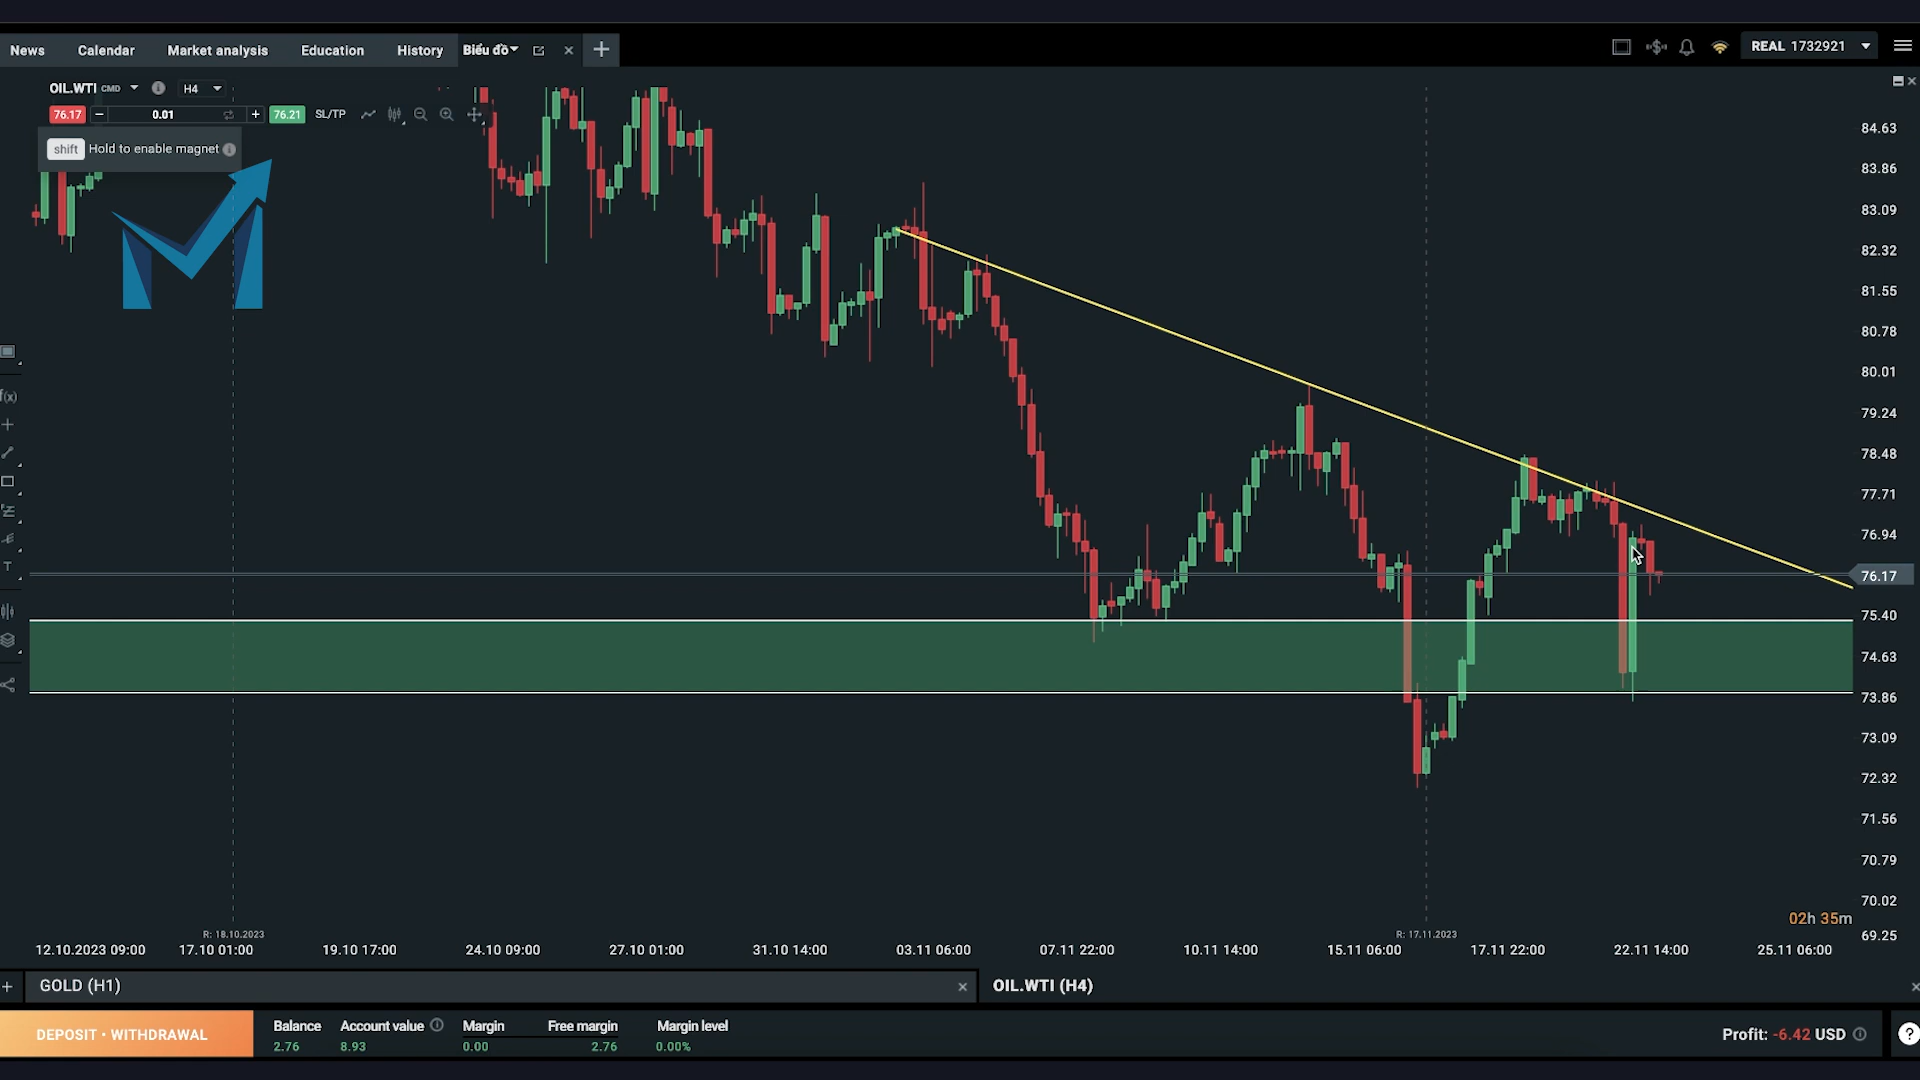 News Calendar Market analysis Education History Biểu đồ
REAL 1732921
OIL.WTI CMD H4
76.17 0.01 76.21 SL/TP
shift Hold to enable magnet
f(x)
T
84.63
83.86
83.09
82.32
81.55
80.78
80.01
79.24
78.48
77.71
76.94
76.17
75.40
74.63
73.86
73.09
72.32
71.56
70.79
70.02
69.25
02h 35m
R: 18.10.2023 R: 17.11.2023
12.10.2023 09:00 17.10 01:00 19.10 17:00 24.10 09:00 27.10 01:00 31.10 14:00 03.11 06:00 07.11 22:00 10.11 14:00 15.11 06:00 17.11 22:00 22.11 14:00 25.11 06:00
GOLD (H1) OIL.WTI (H4)
DEPOSIT • WITHDRAWAL
Balance Account value Margin Free margin Margin level
2.76 8.93 0.00 2.76 0.00%
Profit: -6.42 USD